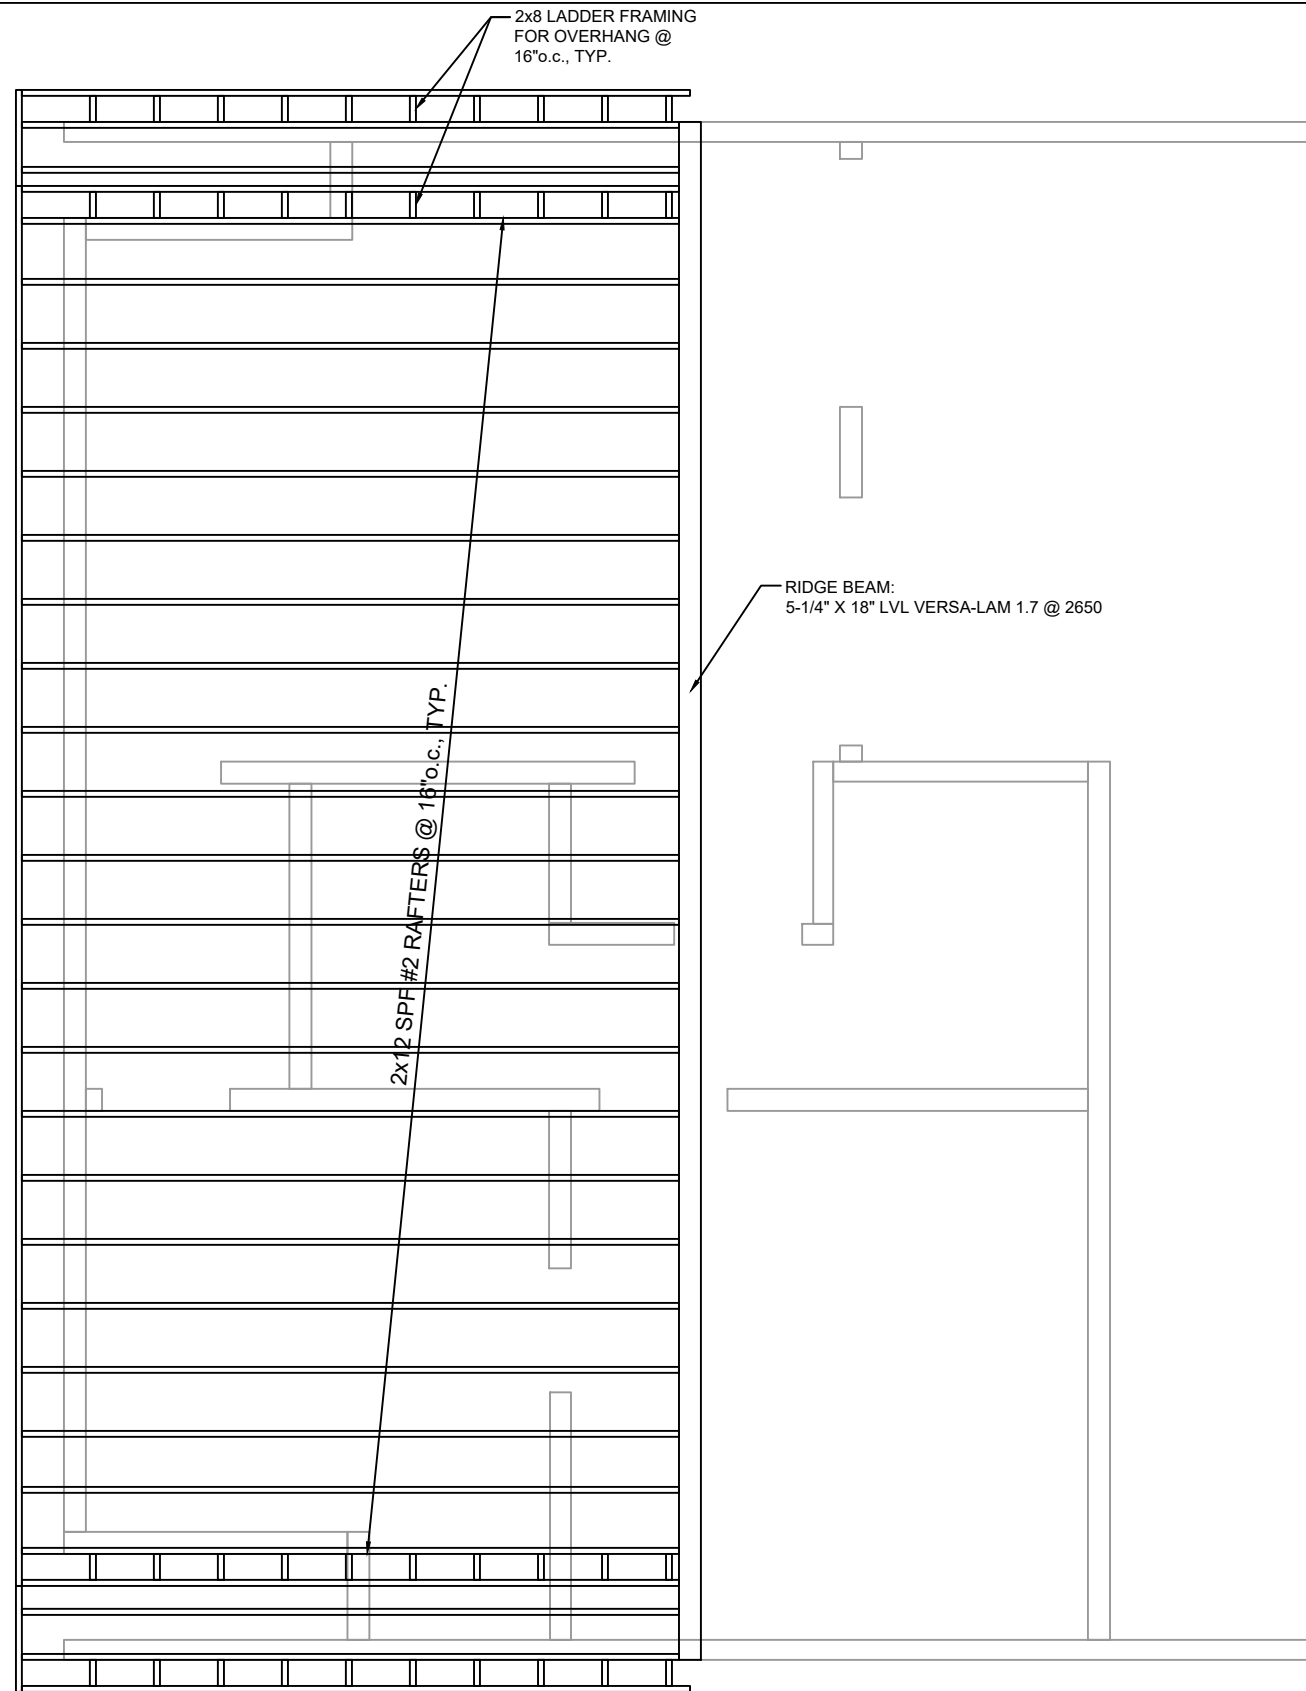 2x8 LADDER FRAMING
FOR OVERHANG @
16"o.c., TYP.
RIDGE BEAM:
5-1/4" X 18" LVL VERSA-LAM 1.7 @ 2650
2x12 SPF #2 RAFTERS @ 16"o.c., TYP.